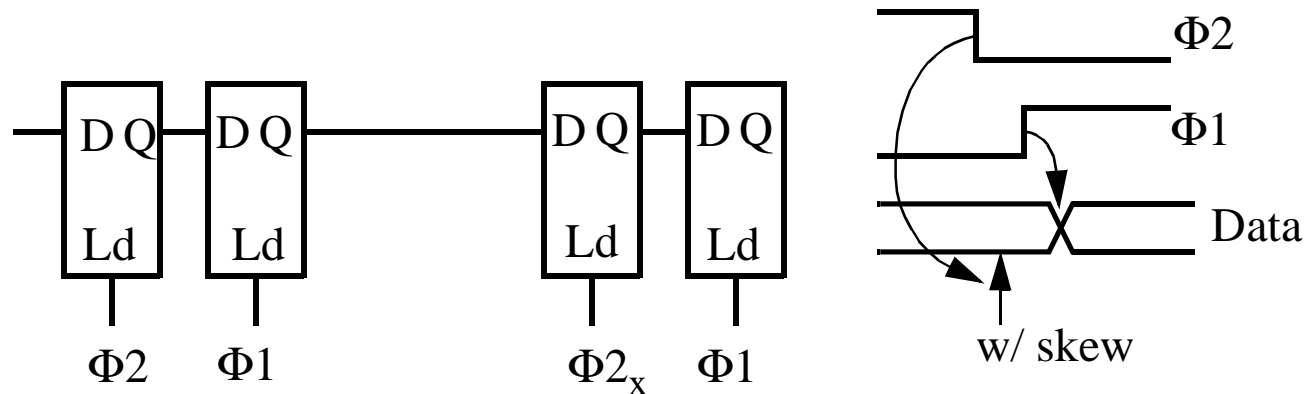 D Q D Q D Q D Q
Ld Ld Ld Ld
Φ2 Φ1 Φ2x Φ1
Φ2
Φ1
Data
w/ skew